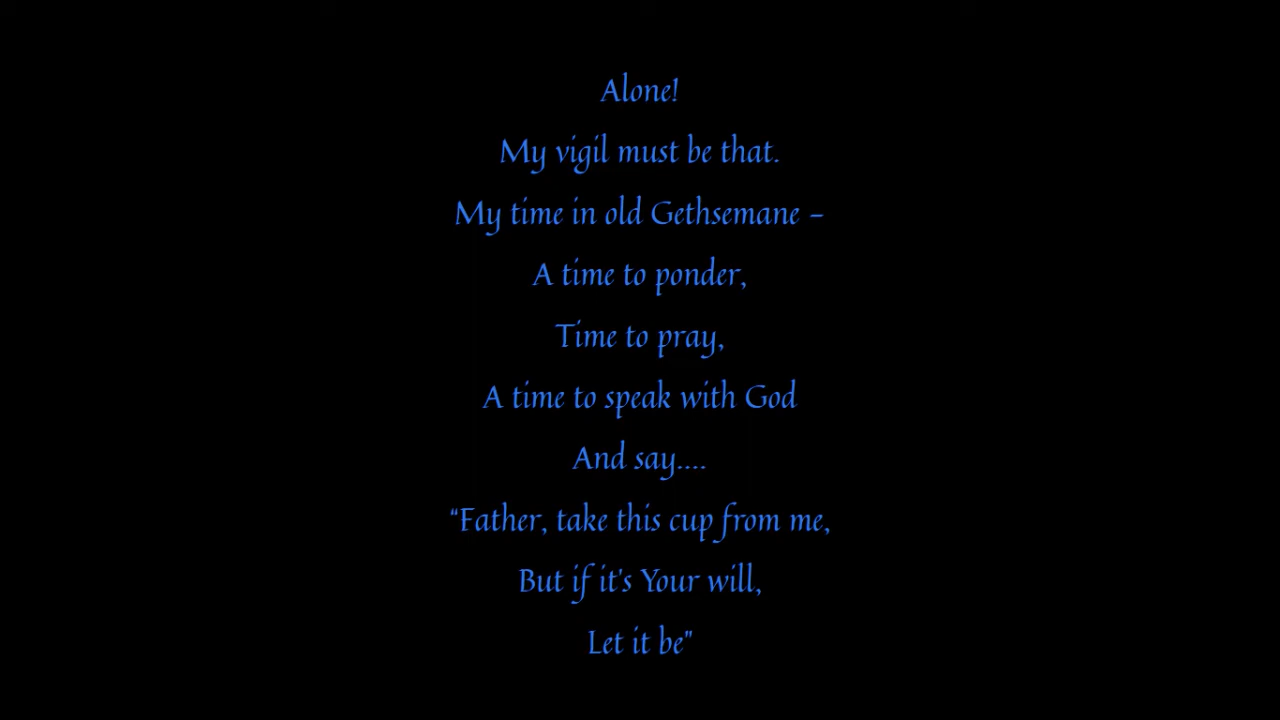 Alone!
My vigil must be that.
My time in old Gethsemane –
A time to ponder,
Time to pray,
A time to speak with God
And say....
“Father, take this cup from me,
But if it's Your will,
Let it be”